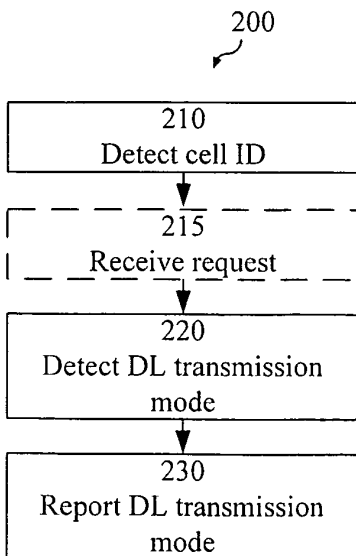 200
210
Detect cell ID
215
Receive request
220
Detect DL transmission
mode
230
Report DL transmission
mode